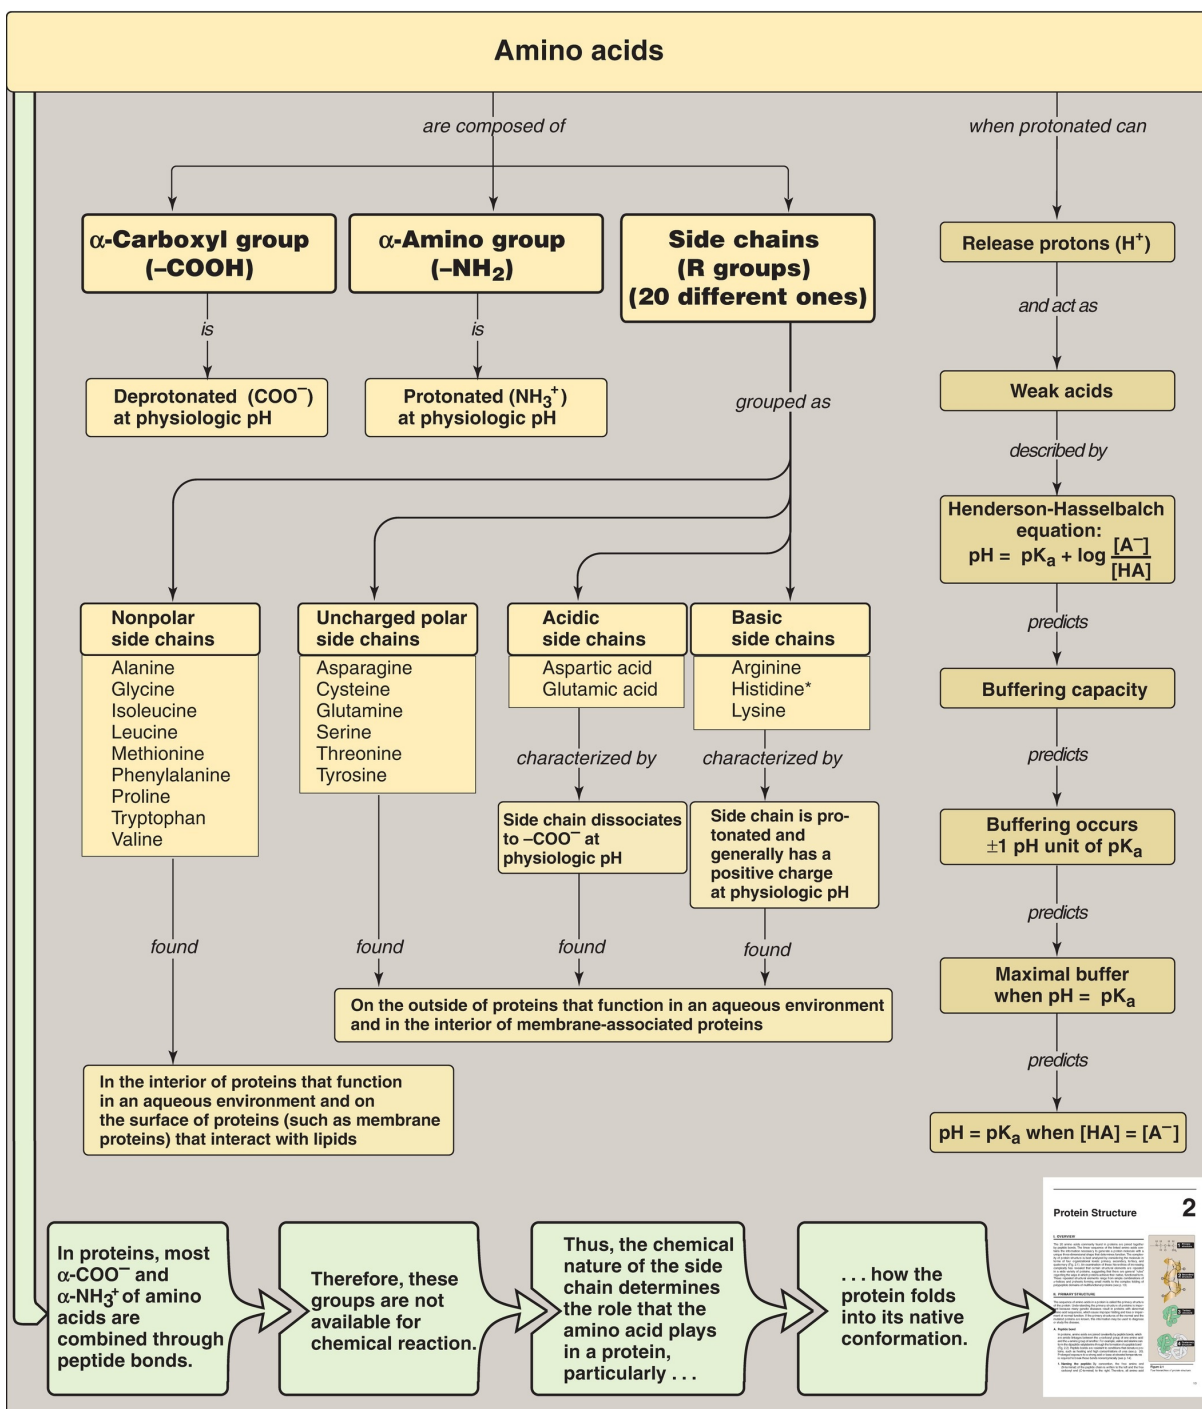 Amino acids
are composed of
when protonated can
α-Carboxyl group
(–COOH)
α-Amino group
(–NH2)
Side chains
(R groups)
(20 different ones)
Release protons (H+)
is
is
and act as
Deprotonated (COO–)
at physiologic pH
Protonated (NH3+)
at physiologic pH
grouped as
Weak acids
described by
Henderson-Hasselbalch
equation:
pH = pKa + log [A–]
[HA]
predicts
Nonpolar
side chains
Alanine
Glycine
Isoleucine
Leucine
Methionine
Phenylalanine
Proline
Tryptophan
Valine
Uncharged polar
side chains
Asparagine
Cysteine
Glutamine
Serine
Threonine
Tyrosine
Acidic
side chains
Aspartic acid
Glutamic acid
Basic
side chains
Arginine
Histidine*
Lysine
Buffering capacity
characterized by
characterized by
predicts
Side chain dissociates
to –COO– at
physiologic pH
Side chain is pro-
tonated and
generally has a
positive charge
at physiologic pH
Buffering occurs
±1 pH unit of pKa
predicts
found
found
found
found
Maximal buffer
when pH = pKa
On the outside of proteins that function in an aqueous environment
and in the interior of membrane-associated proteins
predicts
In the interior of proteins that function
in an aqueous environment and on
the surface of proteins (such as membrane
proteins) that interact with lipids
pH = pKa when [HA] = [A–]
In proteins, most
α-COO– and
α-NH3+ of amino
acids are
combined through
peptide bonds.
Therefore, these
groups are not
available for
chemical reaction.
Thus, the chemical
nature of the side
chain determines
the role that the
amino acid plays
in a protein,
particularly . . .
. . . how the
protein folds
into its native
conformation.
Protein Structure 2
I. OVERVIEW
II. PRIMARY STRUCTURE